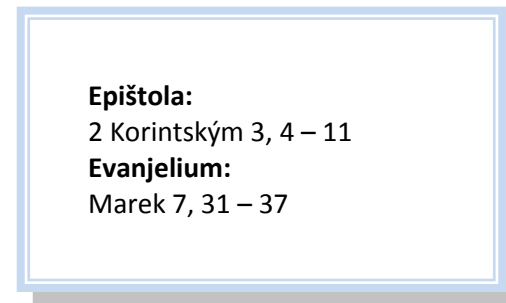 Epištola:
2 Korintským 3, 4 – 11
Evanjelium:
Marek 7, 31 – 37